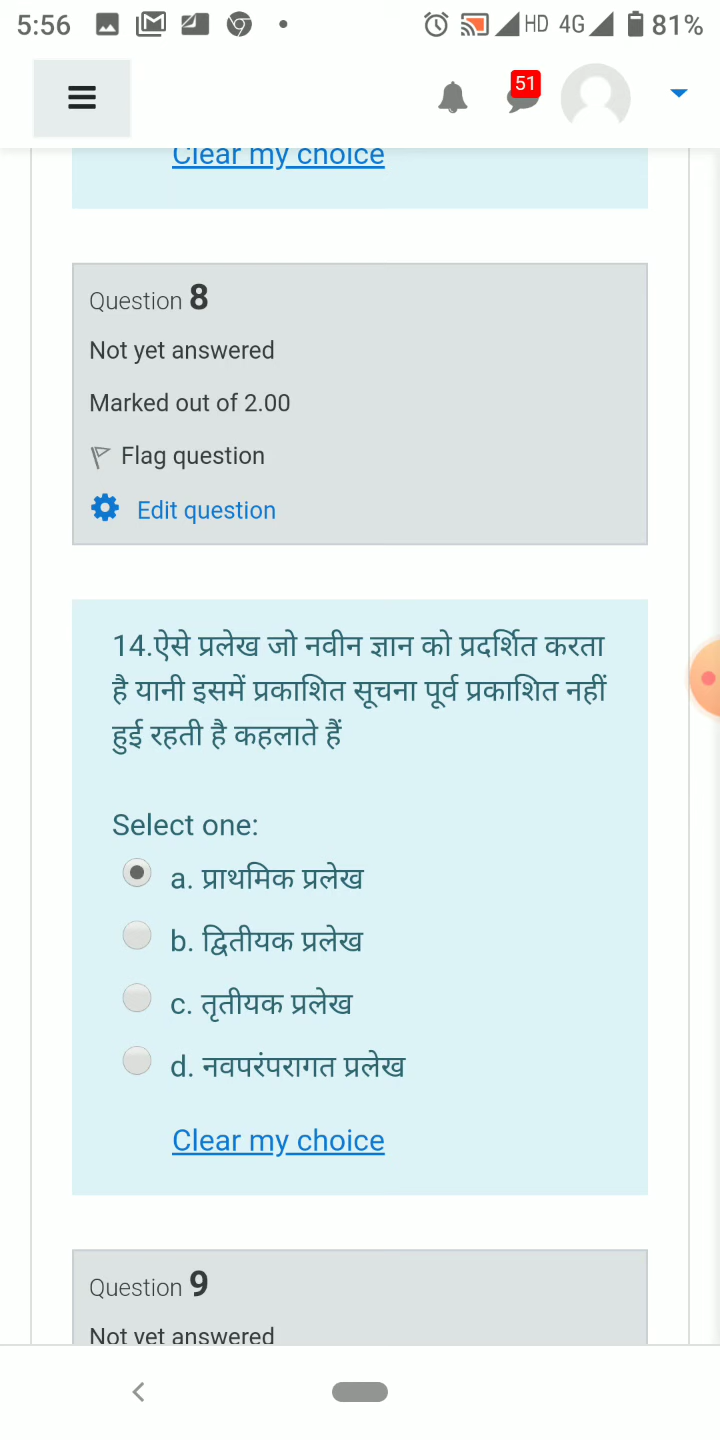 5:56 HD 4G 81%
51
Clear my choice
Question 8
Not yet answered
Marked out of 2.00
Flag question
Edit question
14.ऐसे प्रलेख जो नवीन ज्ञान को प्रदर्शित करता
है यानी इसमें प्रकाशित सूचना पूर्व प्रकाशित नहीं
हुई रहती है कहलाते हैं
Select one:
a. प्राथमिक प्रलेख
b. द्वितीयक प्रलेख
c. तृतीयक प्रलेख
d. नवपरंपरागत प्रलेख
Clear my choice
Question 9
Not yet answered